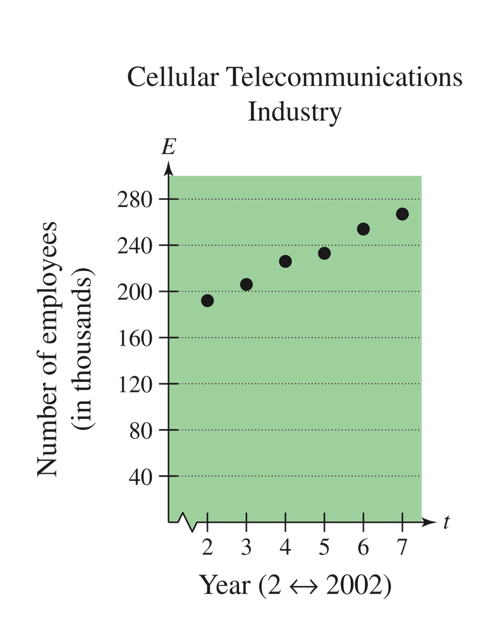 Cellular Telecommunications
Industry
E
280
240
200
160
120
80
40
Number of employees
(in thousands)
2 3 4 5 6 7
t
Year (2 ↔ 2002)